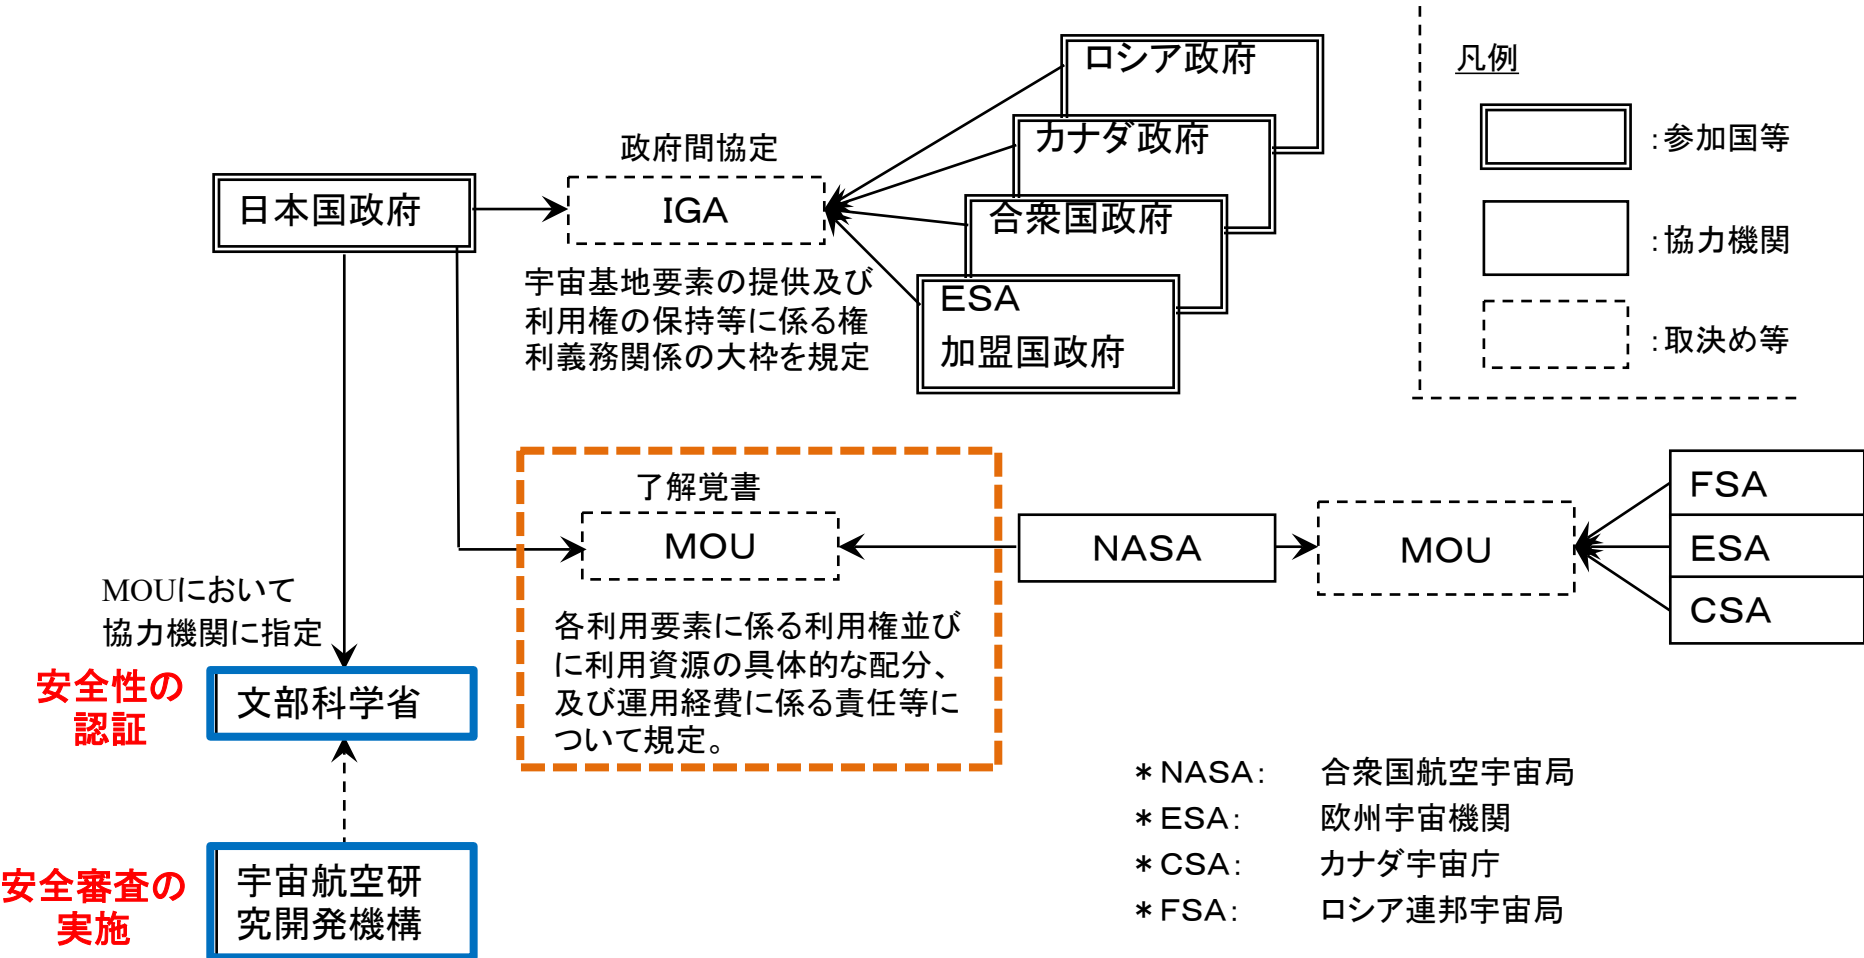 ロシア政府
カナダ政府
合衆国政府
ESA
加盟国政府
政府間協定
IGA
日本国政府
宇宙基地要素の提供及び
利用権の保持等に係る権
利義務関係の大枠を規定
凡例
:参加国等
:協力機関
:取決め等
了解覚書
MOU
各利用要素に係る利用権並び
に利用資源の具体的な配分、
及び運用経費に係る責任等に
ついて規定。
NASA
MOU
FSA
ESA
CSA
MOUにおいて
協力機関に指定
安全性の
認証
文部科学省
安全審査の
実施
宇宙航空研
究開発機構
*NASA: 合衆国航空宇宙局
*ESA: 欧州宇宙機関
*CSA: カナダ宇宙庁
*FSA: ロシア連邦宇宙局